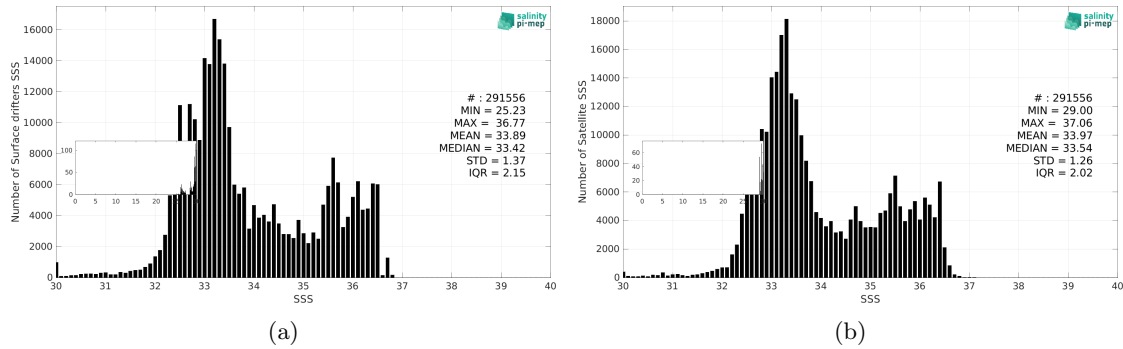 16000
14000
12000
10000
8000
6000
4000
2000
0
Number of Surface drifters SSS
30 31 32 33 34 35 36 37 38 39 40
SSS
100
50
0
0 10 20
salinity
pi-mep
# : 291556
MIN = 25.23
MAX = 36.77
MEAN = 33.89
MEDIAN = 33.42
STD = 1.37
IQR = 2.15
(a)
18000
16000
14000
12000
10000
8000
6000
4000
2000
0
Number of Satellite SSS
30 31 32 33 34 35 36 37 38 39 40
SSS
60
40
20
0
0 10 20
salinity
pi-mep
# : 291556
MIN = 29.00
MAX = 37.06
MEAN = 33.97
MEDIAN = 33.54
STD = 1.26
IQR = 2.02
(b)